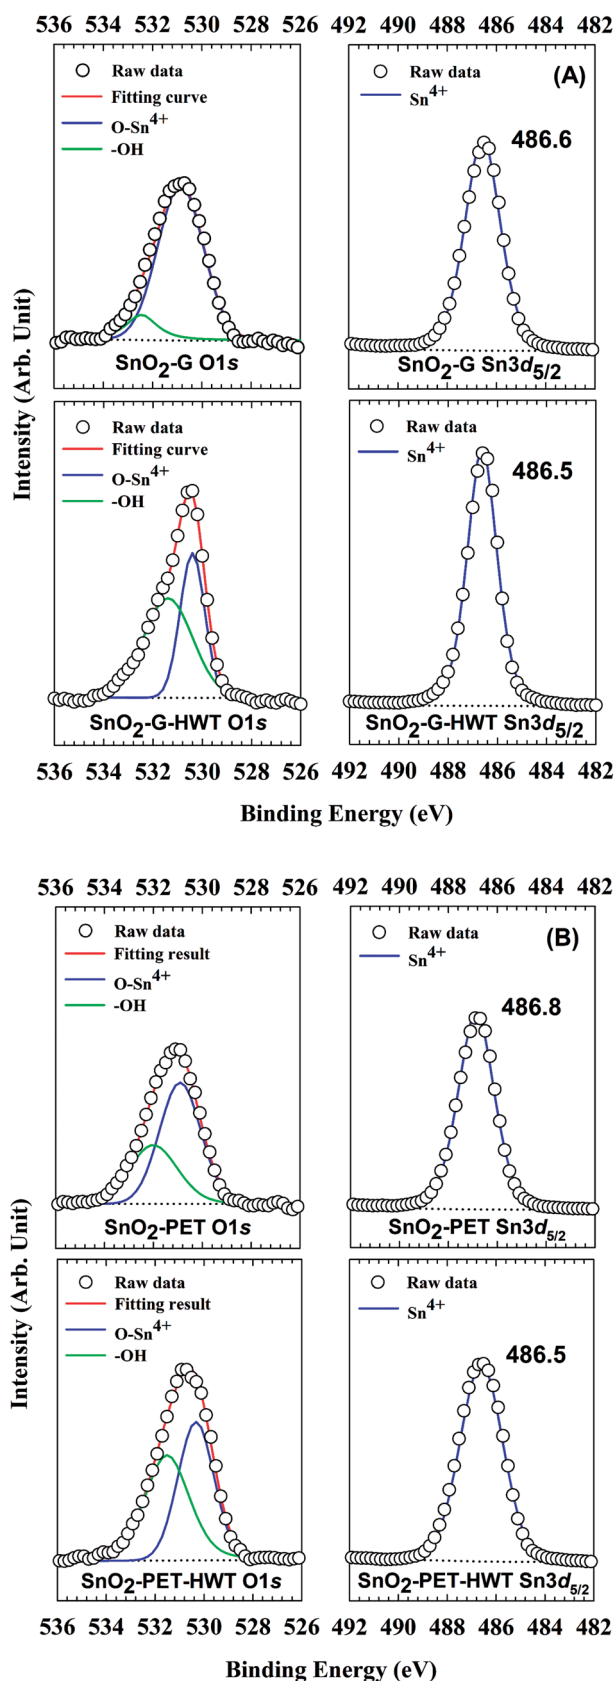 536 534 532 530 528 526
492 490 488 486 484 482
Raw data
Fitting curve
O-Sn4+
-OH
SnO2-G O1s
(A)
Raw data
Sn4+
486.6
SnO2-G Sn3d5/2
Raw data
Fitting curve
O-Sn4+
-OH
SnO2-G-HWT O1s
Raw data
Sn4+
486.5
SnO2-G-HWT Sn3d5/2
536 534 532 530 528 526
492 490 488 486 484 482
Intensity (Arb. Unit)
Binding Energy (eV)
536 534 532 530 528 526
492 490 488 486 484 482
Raw data
Fitting result
O-Sn4+
-OH
SnO2-PET O1s
(B)
Raw data
Sn4+
486.8
SnO2-PET Sn3d5/2
Raw data
Fitting result
O-Sn4+
-OH
SnO2-PET-HWT O1s
Raw data
Sn4+
486.5
SnO2-PET-HWT Sn3d5/2
536 534 532 530 528 526
492 490 488 486 484 482
Intensity (Arb. Unit)
Binding Energy (eV)